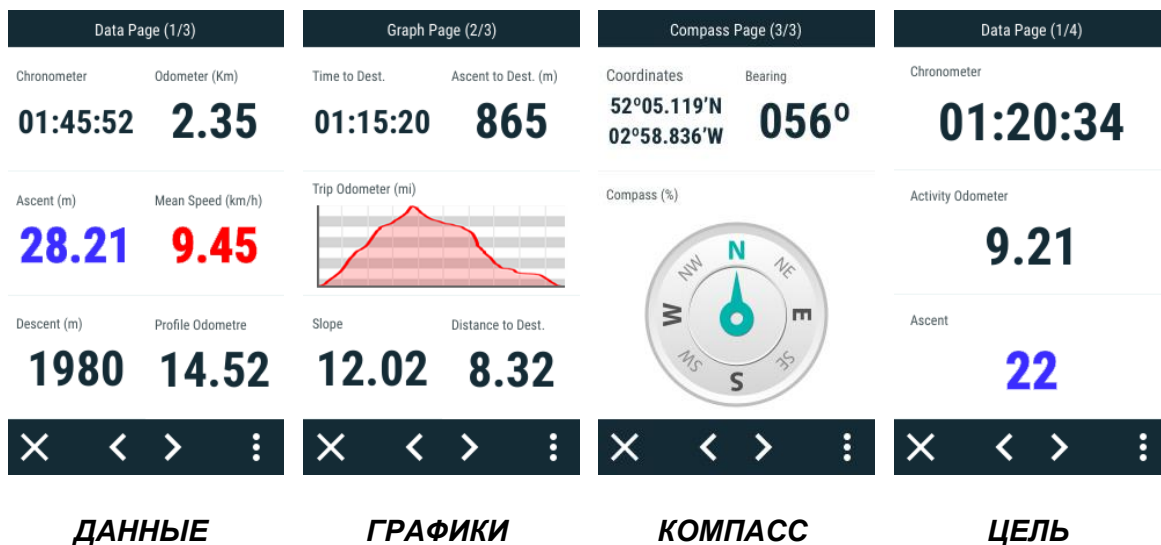 Data Page (1/3)
Chronometer Odometer (Km)
01:45:52 2.35
Ascent (m) Mean Speed (km/h)
28.21 9.45
Descent (m) Profile Odometre
1980 14.52
ДАННЫЕ
Graph Page (2/3)
Time to Dest. Ascent to Dest. (m)
01:15:20 865
Trip Odometer (mi)
Slope Distance to Dest.
12.02 8.32
ГРАФИКИ
Compass Page (3/3)
Coordinates Bearing
52º05.119’N
02º58.836’W
056º
Compass (%)
N
NW NE
W E
SW SE
S
КОМПАСС
Data Page (1/4)
Chronometer
01:20:34
Activity Odometer
9.21
Ascent
22
ЦЕЛЬ